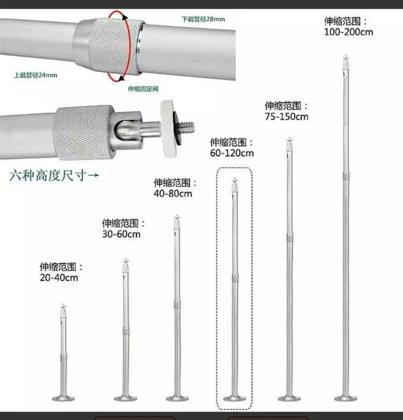 下截管径28mm
上截管径24mm
伸缩固定阀
六种高度尺寸→
伸缩范围：
20-40cm
伸缩范围：
30-60cm
伸缩范围：
40-80cm
伸缩范围：
60-120cm
伸缩范围：
75-150cm
伸缩范围：
100-200cm